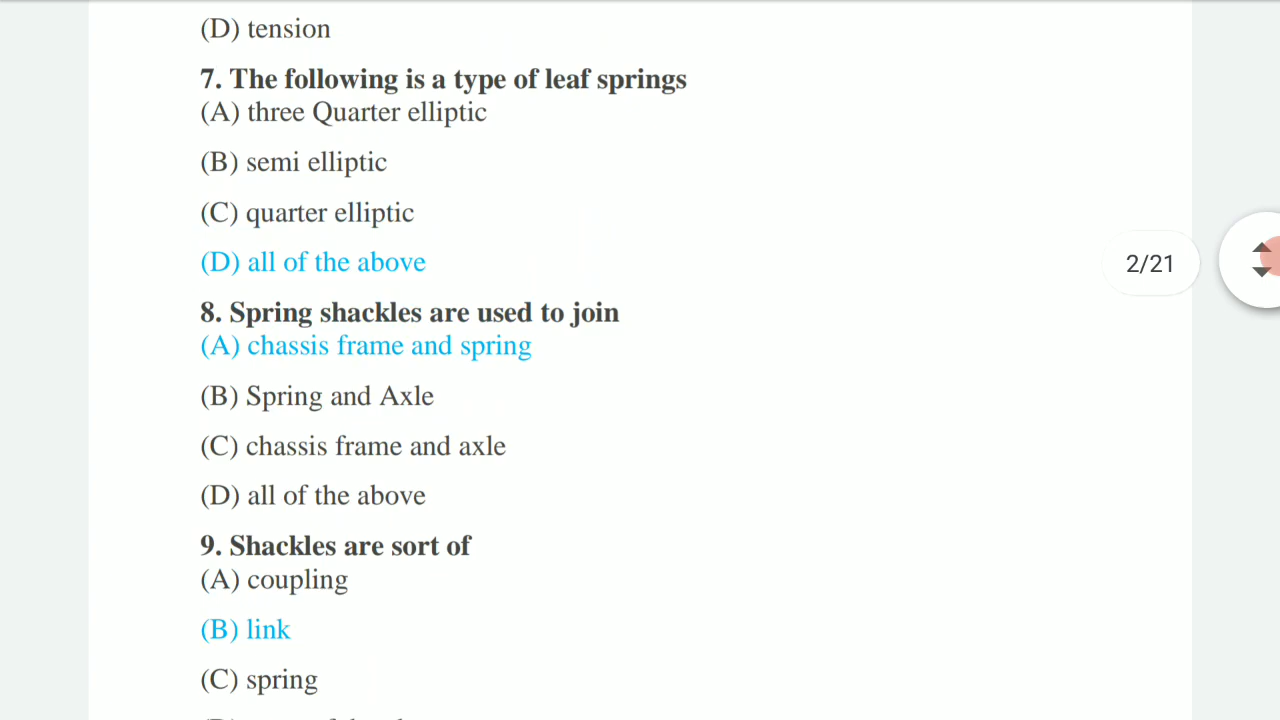 (D) tension
7. The following is a type of leaf springs
(A) three Quarter elliptic
(B) semi elliptic
(C) quarter elliptic
(D) all of the above
2/21
8. Spring shackles are used to join
(A) chassis frame and spring
(B) Spring and Axle
(C) chassis frame and axle
(D) all of the above
9. Shackles are sort of
(A) coupling
(B) link
(C) spring